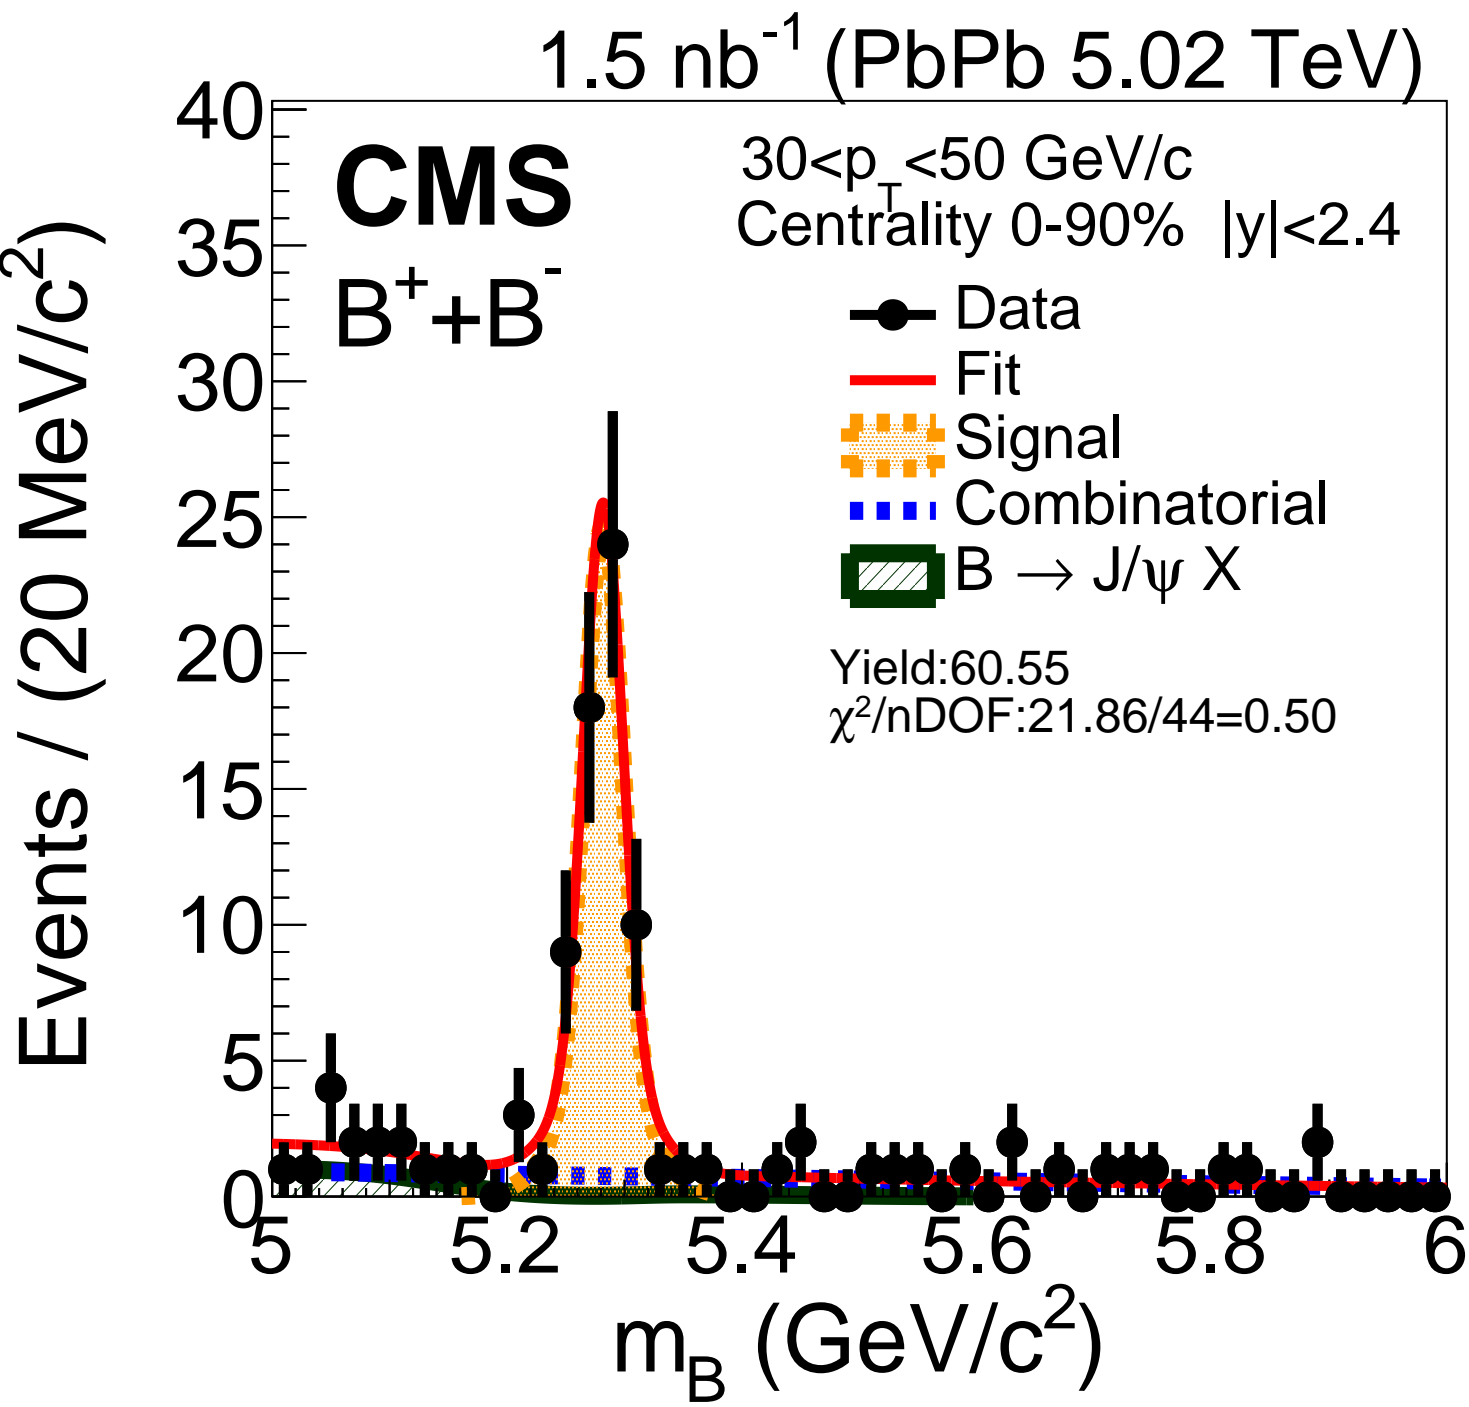 1.5 nb⁻¹ (PbPb 5.02 TeV)
CMS
B⁺+B⁻
30<p_T<50 GeV/c
Centrality 0-90% |y|<2.4
Data
Fit
Signal
Combinatorial
B → J/ψ X
Yield:60.55
χ²/nDOF:21.86/44=0.50
Events / (20 MeV/c²)
40
35
30
25
20
15
10
5
0
5 5.2 5.4 5.6 5.8 6
m_B (GeV/c²)